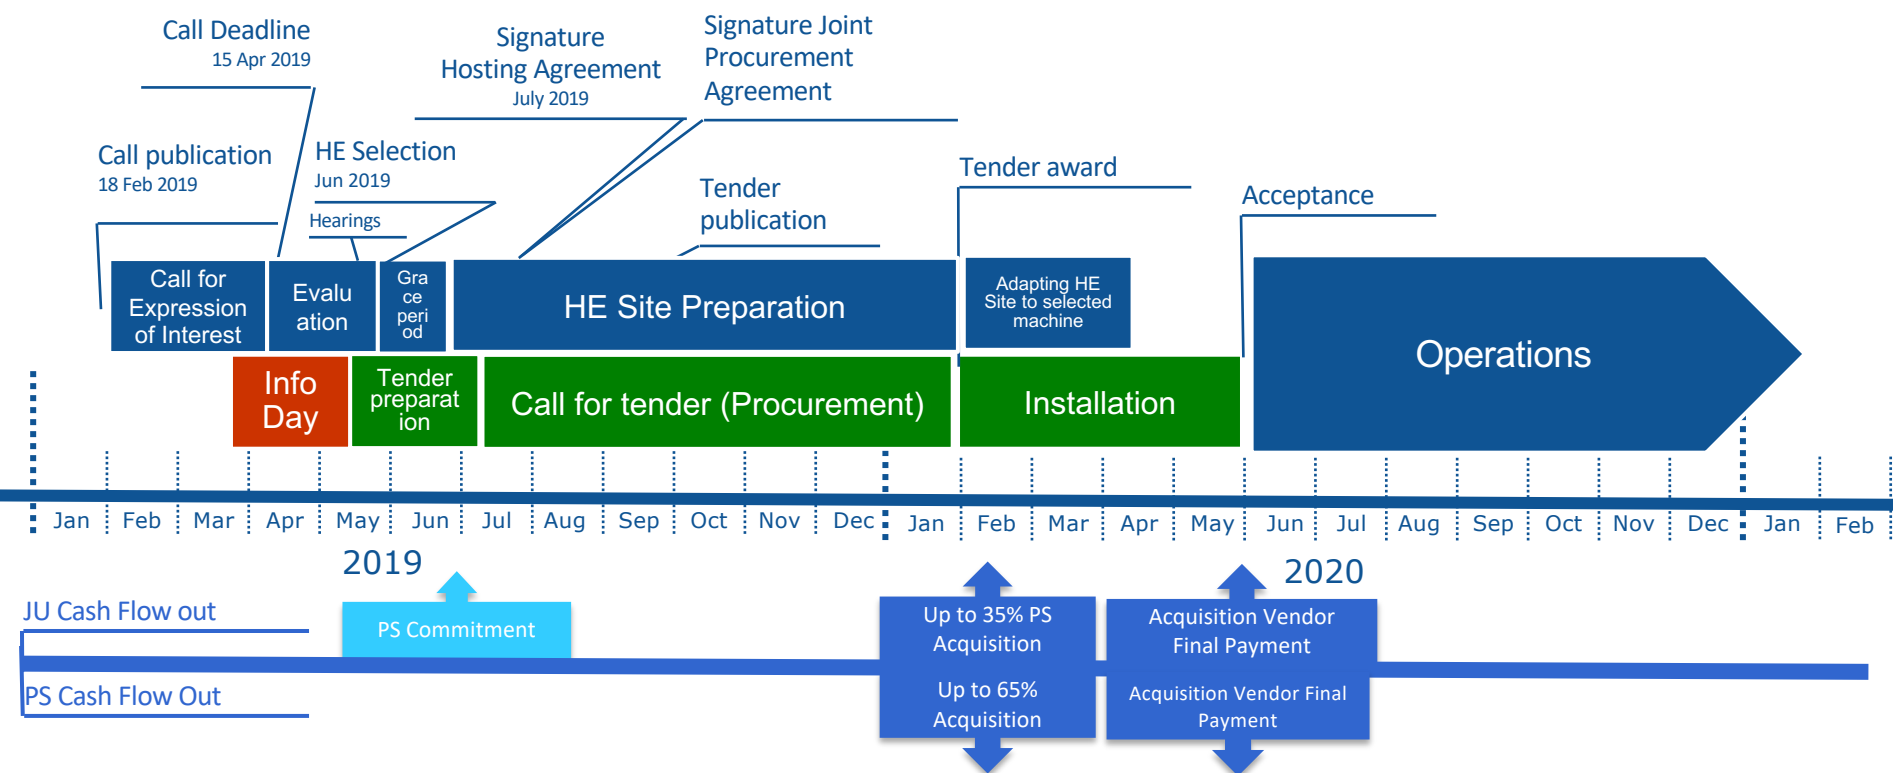 Call Deadline
15 Apr 2019
Signature
Hosting Agreement
July 2019
Signature Joint
Procurement
Agreement
Call publication
18 Feb 2019
HE Selection
Jun 2019
Hearings
Tender
publication
Tender award
Acceptance
Call for
Expression
of Interest
Evalu
ation
Gra
ce
peri
od
HE Site Preparation
Adapting HE
Site to selected
machine
Operations
Info
Day
Tender
preparat
ion
Call for tender (Procurement)
Installation
Jan Feb Mar Apr May Jun Jul Aug Sep Oct Nov Dec Jan Feb Mar Apr May Jun Jul Aug Sep Oct Nov Dec Jan Feb
2019
2020
JU Cash Flow out
PS Cash Flow Out
PS Commitment
Up to 35% PS
Acquisition
Up to 65%
Acquisition
Acquisition Vendor
Final Payment
Acquisition Vendor Final
Payment